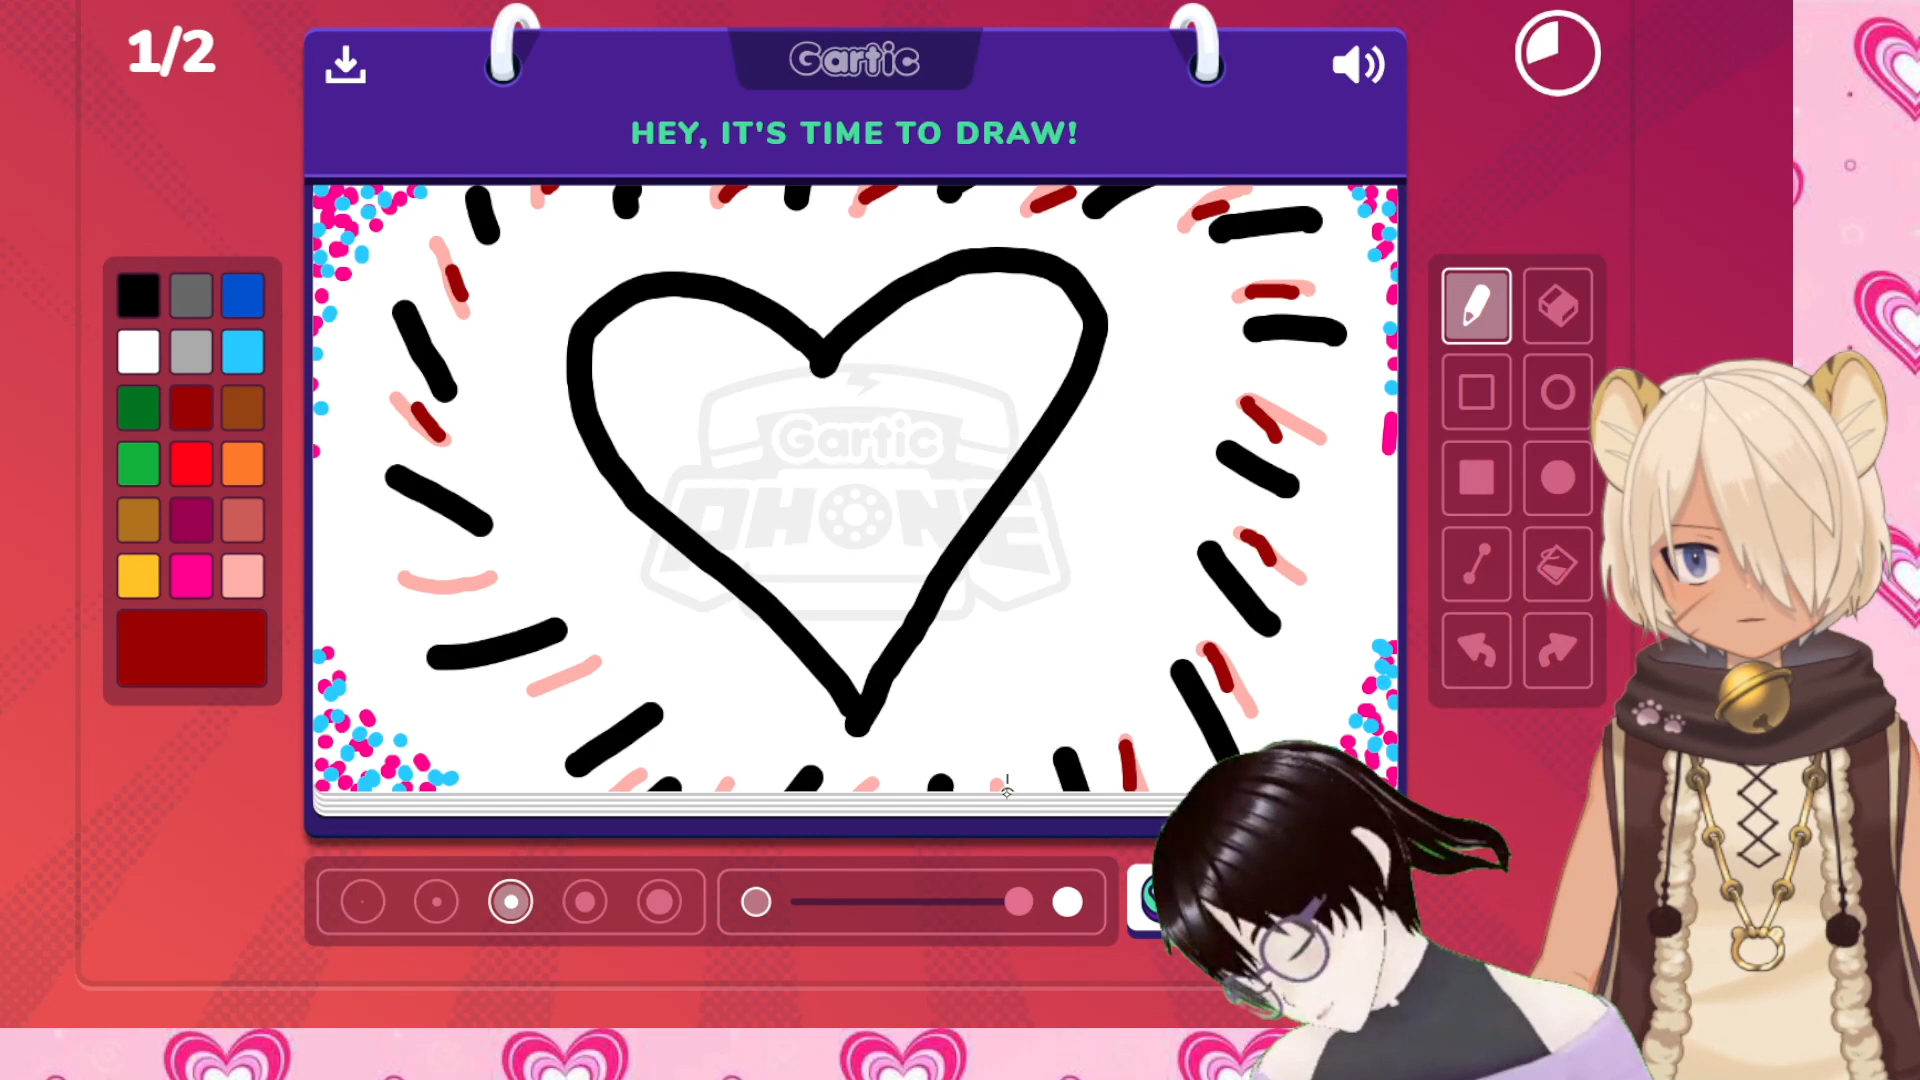 1/2
Gartic
HEY, IT'S TIME TO DRAW!
Gartic
PHONE